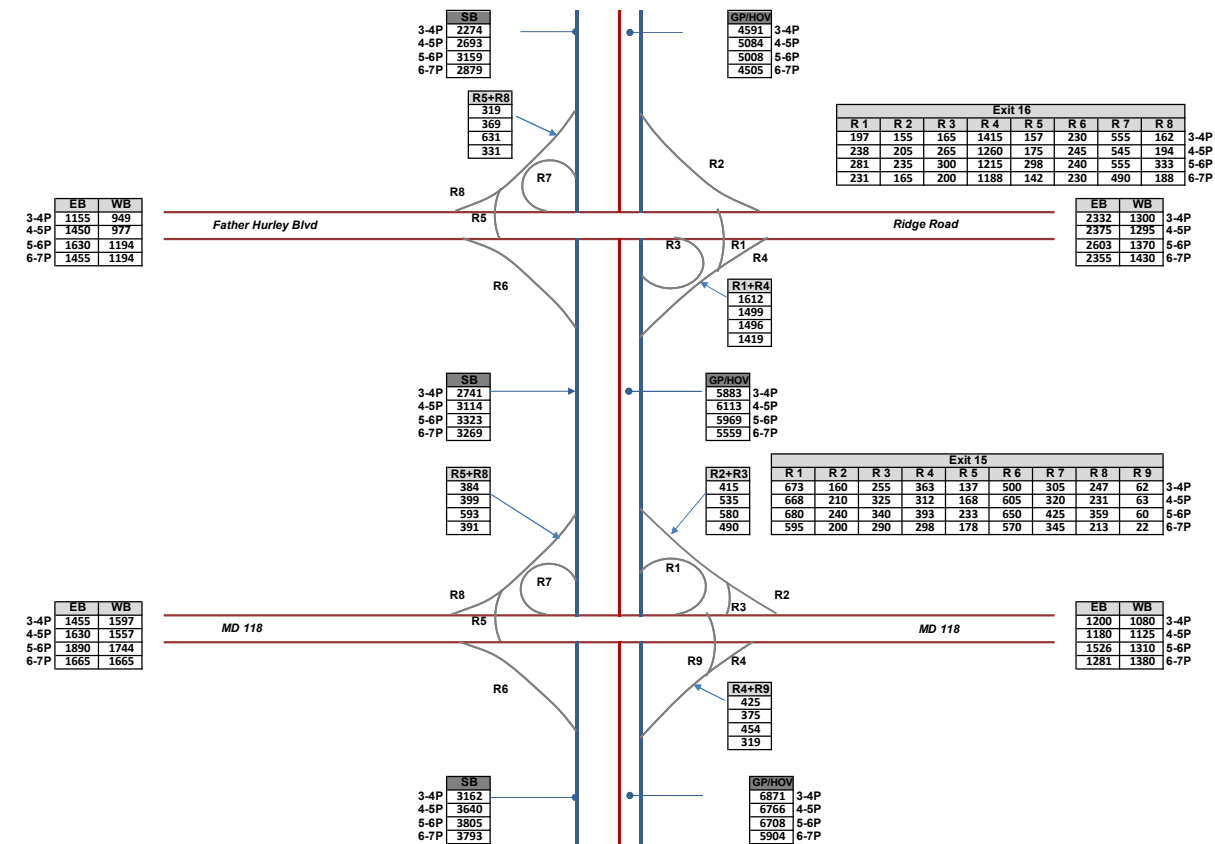 SB
3-4P 2274
4-5P 2693
5-6P 3159
6-7P 2879
GP/HOV
4591 3-4P
5084 4-5P
5008 5-6P
4505 6-7P
R5+R8
319
369
631
331
Exit 16
R 1 R 2 R 3 R 4 R 5 R 6 R 7 R 8
197 155 165 1415 157 230 555 162 3-4P
238 205 265 1260 175 245 545 194 4-5P
281 235 300 1215 298 240 555 333 5-6P
231 165 200 1188 142 230 490 188 6-7P
R2
R7
R8
R5
EB WB
3-4P 1155 949
4-5P 1450 977
5-6P 1630 1194
6-7P 1455 1194
Father Hurley Blvd
Ridge Road
EB WB
2332 1300 3-4P
2375 1295 4-5P
2603 1370 5-6P
2355 1430 6-7P
R3
R1
R4
R6
R1+R4
1612
1499
1496
1419
SB
3-4P 2741
4-5P 3114
5-6P 3323
6-7P 3269
GP/HOV
5883 3-4P
6113 4-5P
5969 5-6P
5559 6-7P
R5+R8
384
399
593
391
R2+R3
415
535
580
490
Exit 15
R 1 R 2 R 3 R 4 R 5 R 6 R 7 R 8 R 9
673 160 255 363 137 500 305 247 62 3-4P
668 210 325 312 168 605 320 231 63 4-5P
680 240 340 393 233 650 425 359 60 5-6P
595 200 290 298 178 570 345 213 22 6-7P
R7
R1
R8
R5
R3
R2
EB WB
3-4P 1455 1597
4-5P 1630 1557
5-6P 1890 1744
6-7P 1665 1665
MD 118
MD 118
EB WB
1200 1080 3-4P
1180 1125 4-5P
1526 1310 5-6P
1281 1380 6-7P
R6
R9
R4
R4+R9
425
375
454
319
SB
3-4P 3162
4-5P 3640
5-6P 3805
6-7P 3793
GP/HOV
6871 3-4P
6766 4-5P
6708 5-6P
5904 6-7P